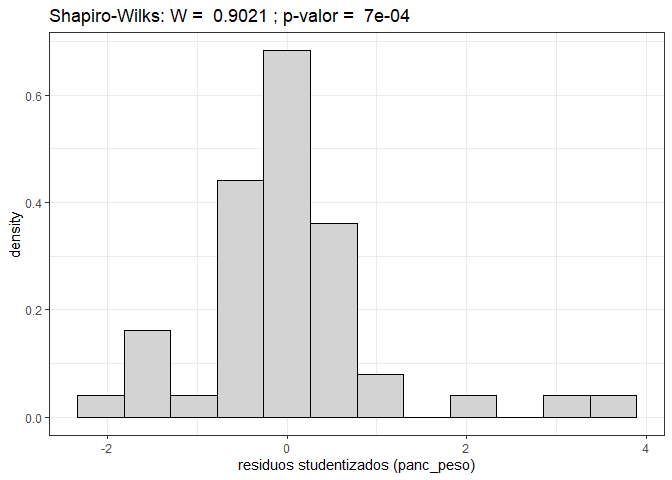 Shapiro-Wilks: W =  0.9021 ; p-valor =  7e-04
0.6
0.4
0.2
0.0
density
-2
0
2
4
residuos studentizados (panc_peso)